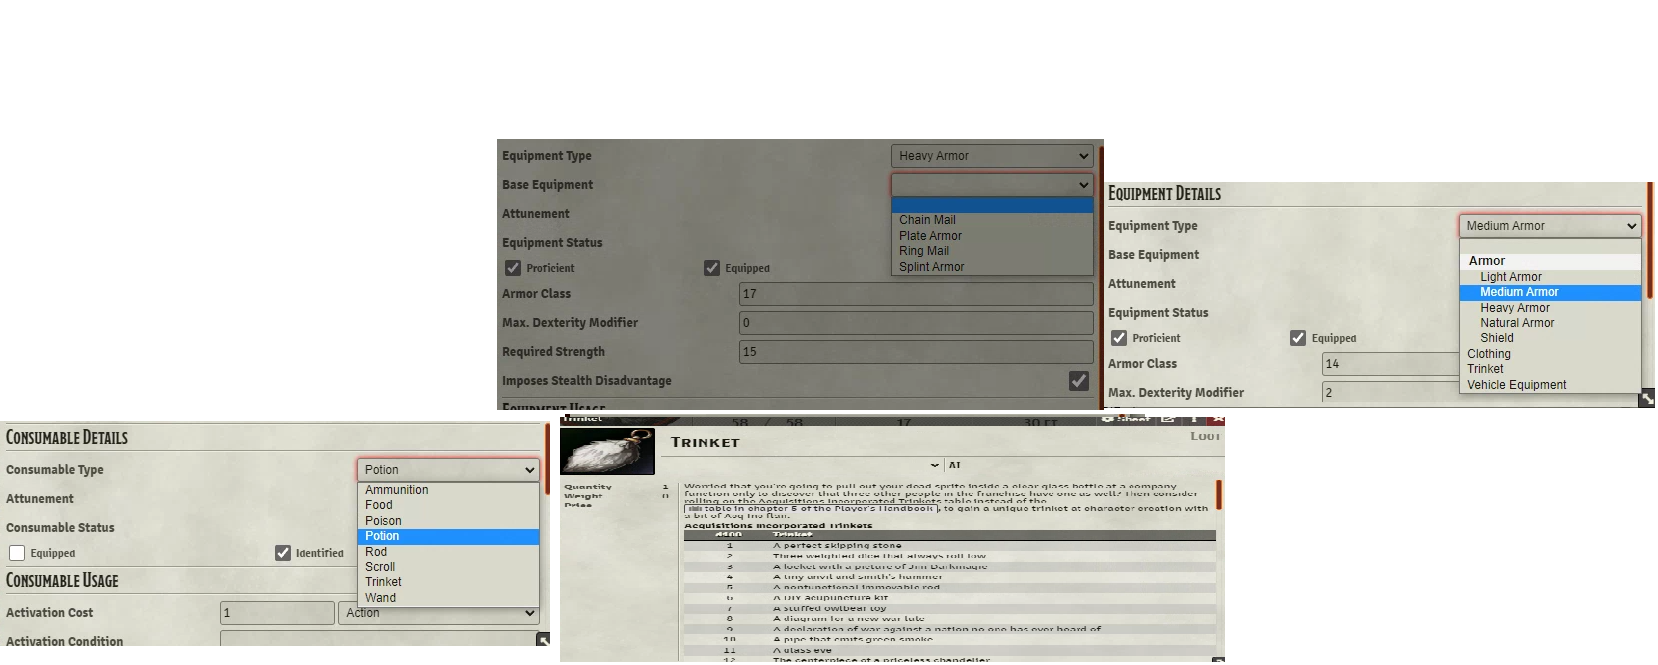 Equipment Type
Heavy Armor
Base Equipment
Chain Mail
Plate Armor
Ring Mail
Splint Armor
Attunement
Equipment Status
Proficient
Equipped
Armor Class
17
Max. Dexterity Modifier
0
Required Strength
15
Imposes Stealth Disadvantage
Equipment Usage
Equipment Details
Equipment Type
Medium Armor
Base Equipment
Attunement
Equipment Status
Armor
Light Armor
Medium Armor
Heavy Armor
Natural Armor
Shield
Clothing
Trinket
Vehicle Equipment
Proficient
Equipped
Armor Class
14
Max. Dexterity Modifier
2
Consumable Details
Consumable Type
Potion
Attunement
Consumable Status
Ammunition
Food
Poison
Potion
Rod
Scroll
Trinket
Wand
Equipped
Identified
Consumable Usage
Activation Cost
1
Action
Activation Condition
Trinket
58 / 58
17
30 FT
Sheet
Trinket
Loot
AI
Quantity 1
Weight 0
Price
Worried that you're going to pull out your dead sprite inside a clear glass bottle at a company
function only to discover that three other people in the franchise have one as well? Then consider
rolling on the Acquisitions Incorporated Trinkets table instead of the
table in chapter 5 of the Player's Handbook , to gain a unique trinket at character creation with
a bit of Acq Inc flair.
Acquisitions Incorporated Trinkets
d100 Trinket
1 A perfect skipping stone
2 Three weighted dice that always roll low
3 A locket with a picture of Jim Darkmagic
4 A tiny anvil and smith's hammer
5 A nonfunctional immovable rod
6 A DIY acupuncture kit
7 A stuffed owlbear toy
8 A diagram for a new war lute
9 A declaration of war against a nation no one has ever heard of
10 A pipe that emits green smoke
11 A glass eye
12 The centerpiece of a priceless chandelier